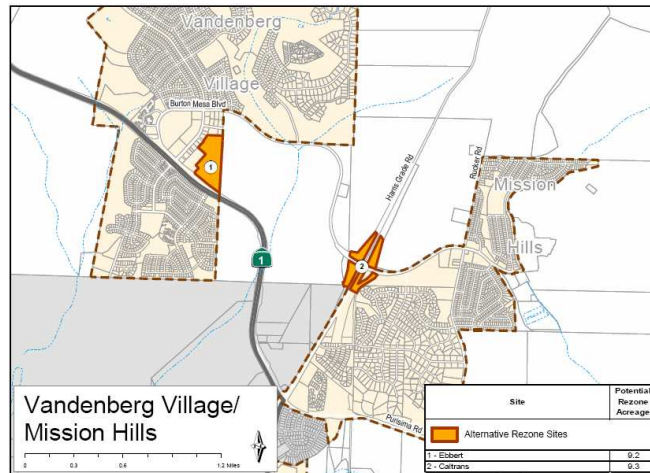 Vandenberg
Village
Burton Mesa Blvd
1
Harris Grade Rd
Rucker Rd
Mission
Hills
1
2
Purisima Rd
Vandenberg Village/
Mission Hills
0 0.3 0.6 1.2 Miles
Site
Potential
Rezone
Acreage
Alternative Rezone Sites
1 - Ebbert 9.2
2 - Caltrans 9.3